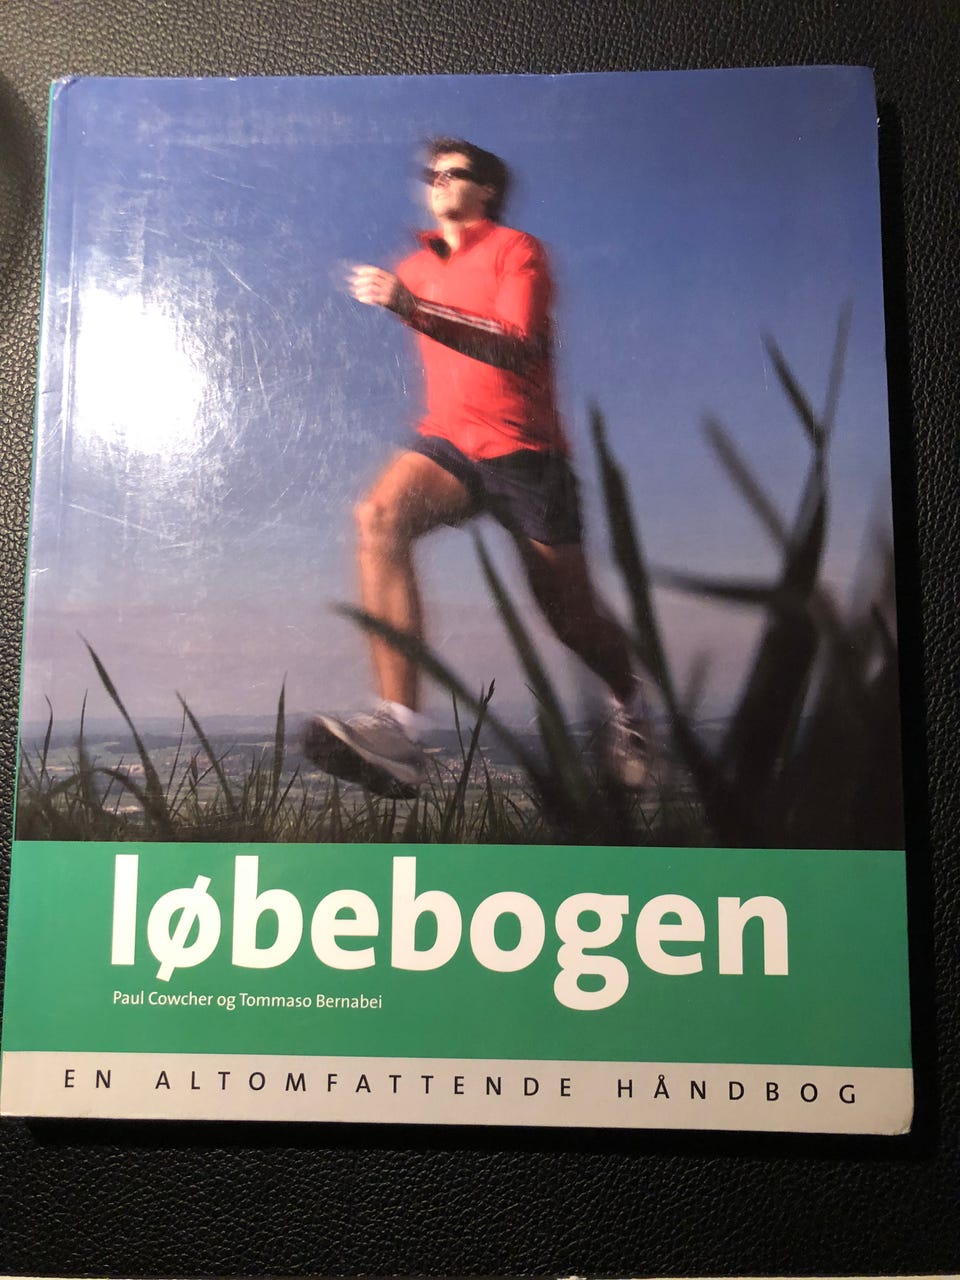 løbebogen
Paul Cowcher og Tommaso Bernabei
EN ALTOMFATTENDE HÅNDBOG